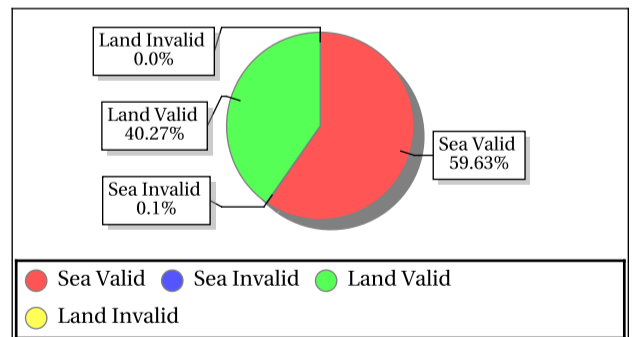 Land Invalid
0.0%
Land Valid
40.27%
Sea Valid
59.63%
Sea Invalid
0.1%
Sea Valid Sea Invalid Land Valid
Land Invalid